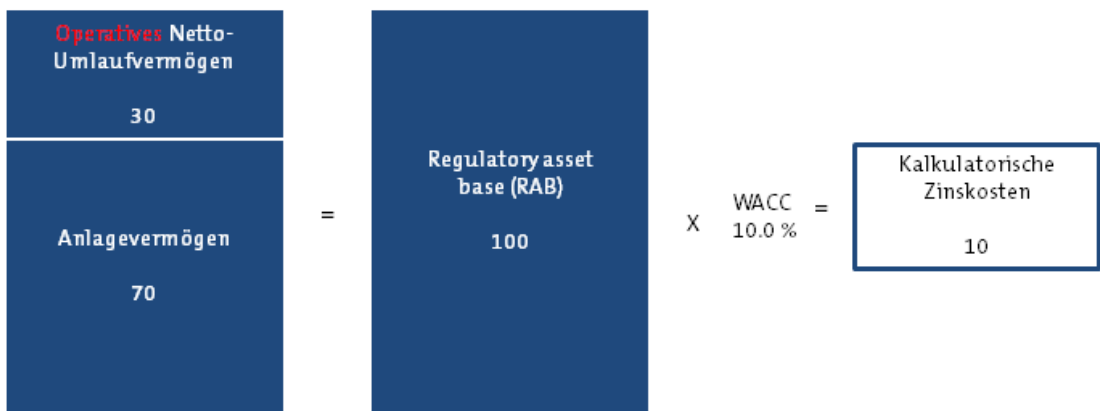 Operatives Netto-
Umlaufvermögen
30
Anlagevermögen
70
=
Regulatory asset
base (RAB)
100
X
WACC
10.0 %
=
Kalkulatorische
Zinskosten
10